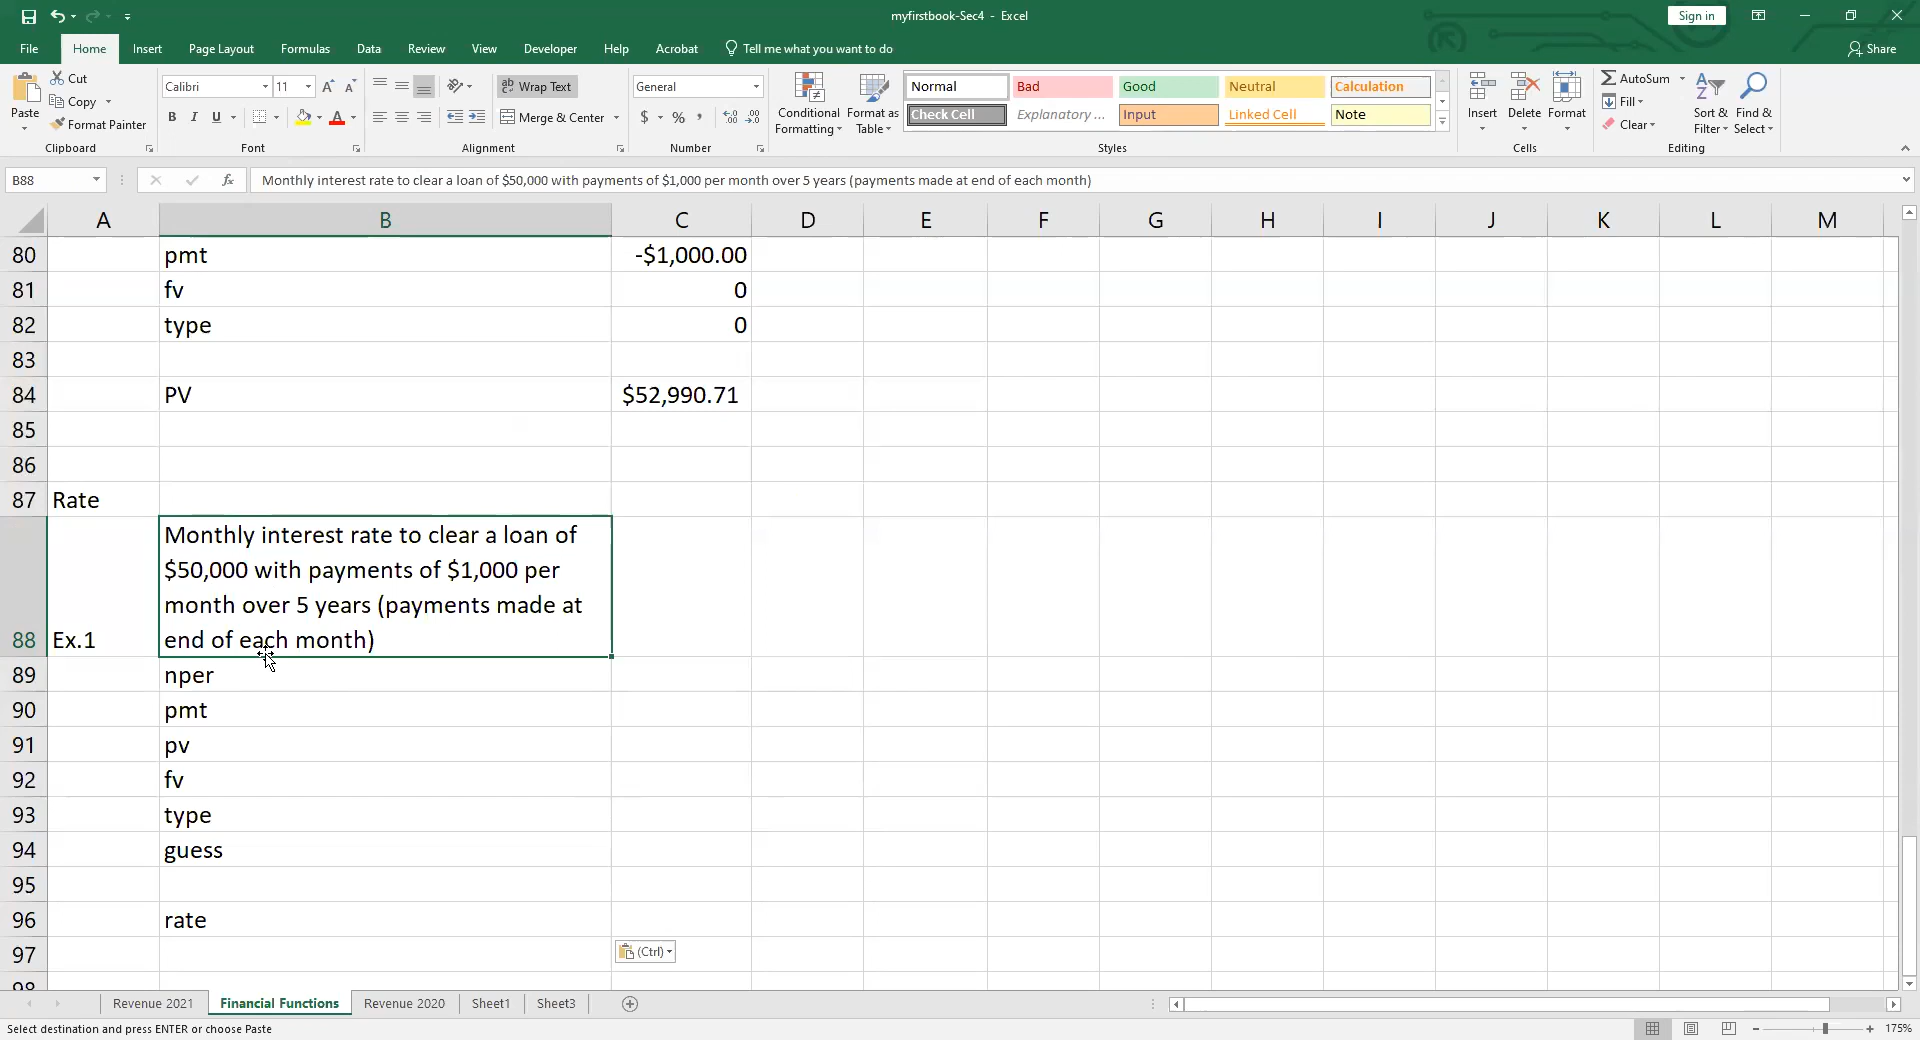 myfirstbook-Sec4 - Excel
Sign in
File Home Insert Page Layout Formulas Data Review View Developer Help Acrobat Tell me what you want to do Share
Paste
Cut
Copy
Format Painter
Clipboard
Calibri 11
B I U
Font
Wrap Text
Merge & Center
Alignment
General
$ % ,
Number
Conditional Formatting
Format as Table
Normal Bad Good Neutral Calculation
Check Cell Explanatory ... Input Linked Cell Note
Styles
Insert Delete Format
Cells
AutoSum
Fill
Clear
Sort & Filter
Find & Select
Editing
B88 fx Monthly interest rate to clear a loan of $50,000 with payments of $1,000 per month over 5 years (payments made at end of each month)
A B C D E F G H I J K L M
80 pmt -$1,000.00
81 fv 0
82 type 0
83
84 PV $52,990.71
85
86
87 Rate
Monthly interest rate to clear a loan of
$50,000 with payments of $1,000 per
month over 5 years (payments made at
88 Ex.1 end of each month)
89 nper
90 pmt
91 pv
92 fv
93 type
94 guess
95
96 rate
97 (Ctrl)
98
Revenue 2021 Financial Functions Revenue 2020 Sheet1 Sheet3
Select destination and press ENTER or choose Paste 175%